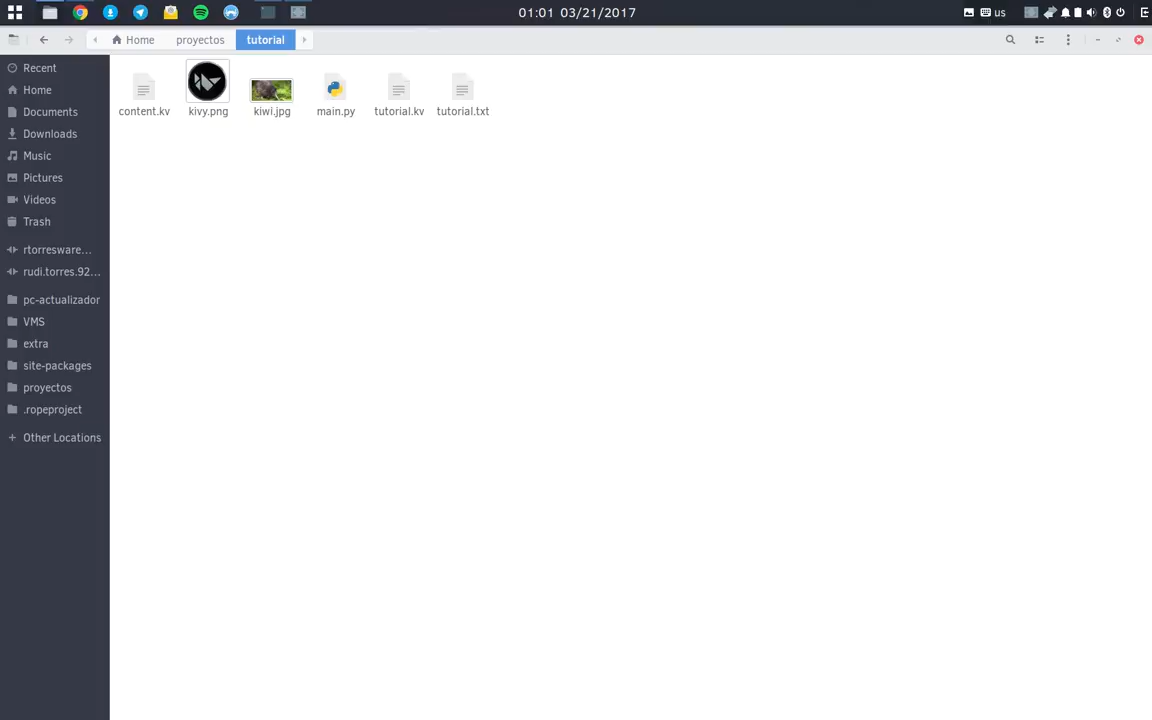 01:01 03/21/2017
us
Home
proyectos
tutorial
Recent
Home
Documents
Downloads
Music
Pictures
Videos
Trash
rtorresware...
rudi.torres.92...
pc-actualizador
VMS
extra
site-packages
proyectos
.ropeproject
Other Locations
content.kv
kivy.png
kiwi.jpg
main.py
tutorial.kv
tutorial.txt